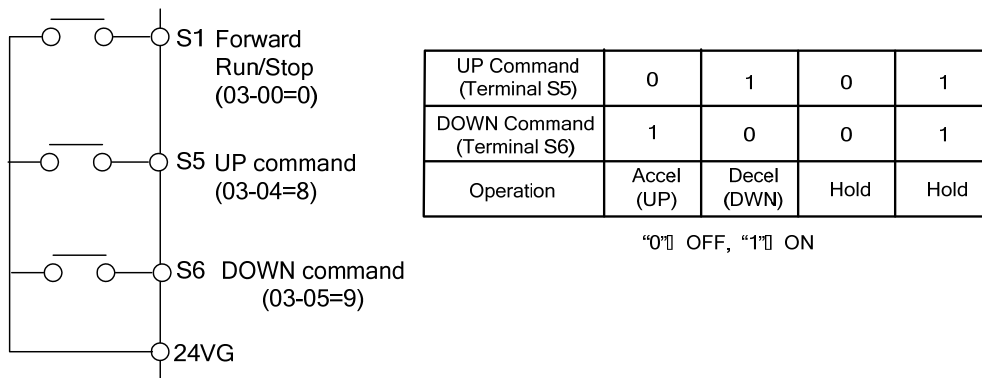 S1 Forward
Run/Stop
(03-00=0)
S5 UP command
(03-04=8)
S6 DOWN command
(03-05=9)
24VG
UP Command
(Terminal S5) 0 1 0 1
DOWN Command
(Terminal S6) 1 0 0 1
Operation Accel
(UP) Decel
(DWN) Hold Hold
“0”▯ OFF, “1”▯ ON